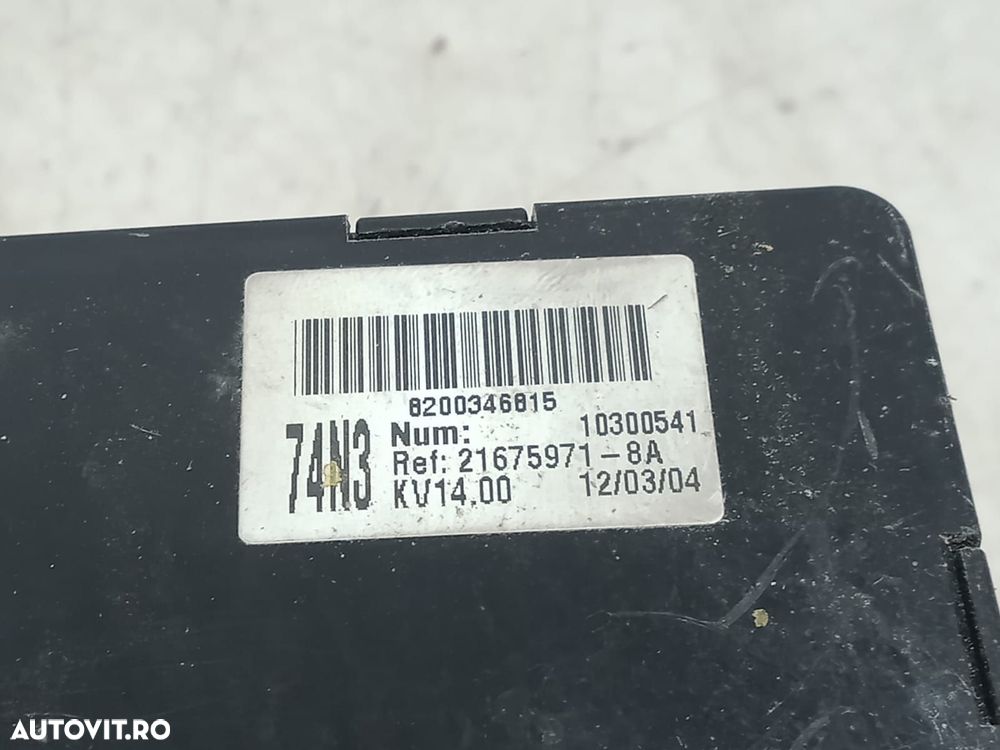 8200346815
74N3
Num: 10300541
Ref: 21675971-8A
KV14.00 12/03/04
AUTOVIT.RO